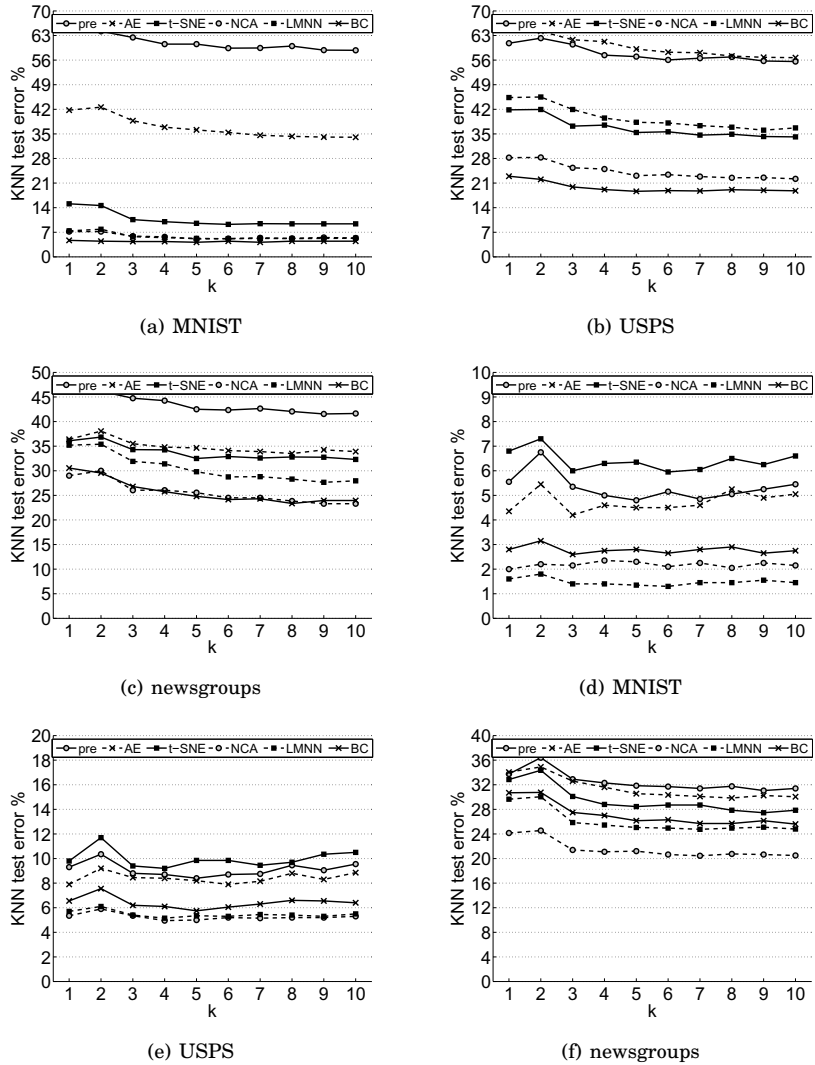 pre AE t−SNE NCA LMNN BC
KNN test error %
70
63
56
49
42
35
28
21
14
7
0
1 2 3 4 5 6 7 8 9 10
k
(a) MNIST
pre AE t−SNE NCA LMNN BC
KNN test error %
70
63
56
49
42
35
28
21
14
7
0
1 2 3 4 5 6 7 8 9 10
k
(b) USPS
pre AE t−SNE NCA LMNN BC
KNN test error %
50
45
40
35
30
25
20
15
10
5
0
1 2 3 4 5 6 7 8 9 10
k
(c) newsgroups
pre AE t−SNE NCA LMNN BC
KNN test error %
10
9
8
7
6
5
4
3
2
1
0
1 2 3 4 5 6 7 8 9 10
k
(d) MNIST
pre AE t−SNE NCA LMNN BC
KNN test error %
20
18
16
14
12
10
8
6
4
2
0
1 2 3 4 5 6 7 8 9 10
k
(e) USPS
pre AE t−SNE NCA LMNN BC
KNN test error %
40
36
32
28
24
20
16
12
8
4
0
1 2 3 4 5 6 7 8 9 10
k
(f) newsgroups